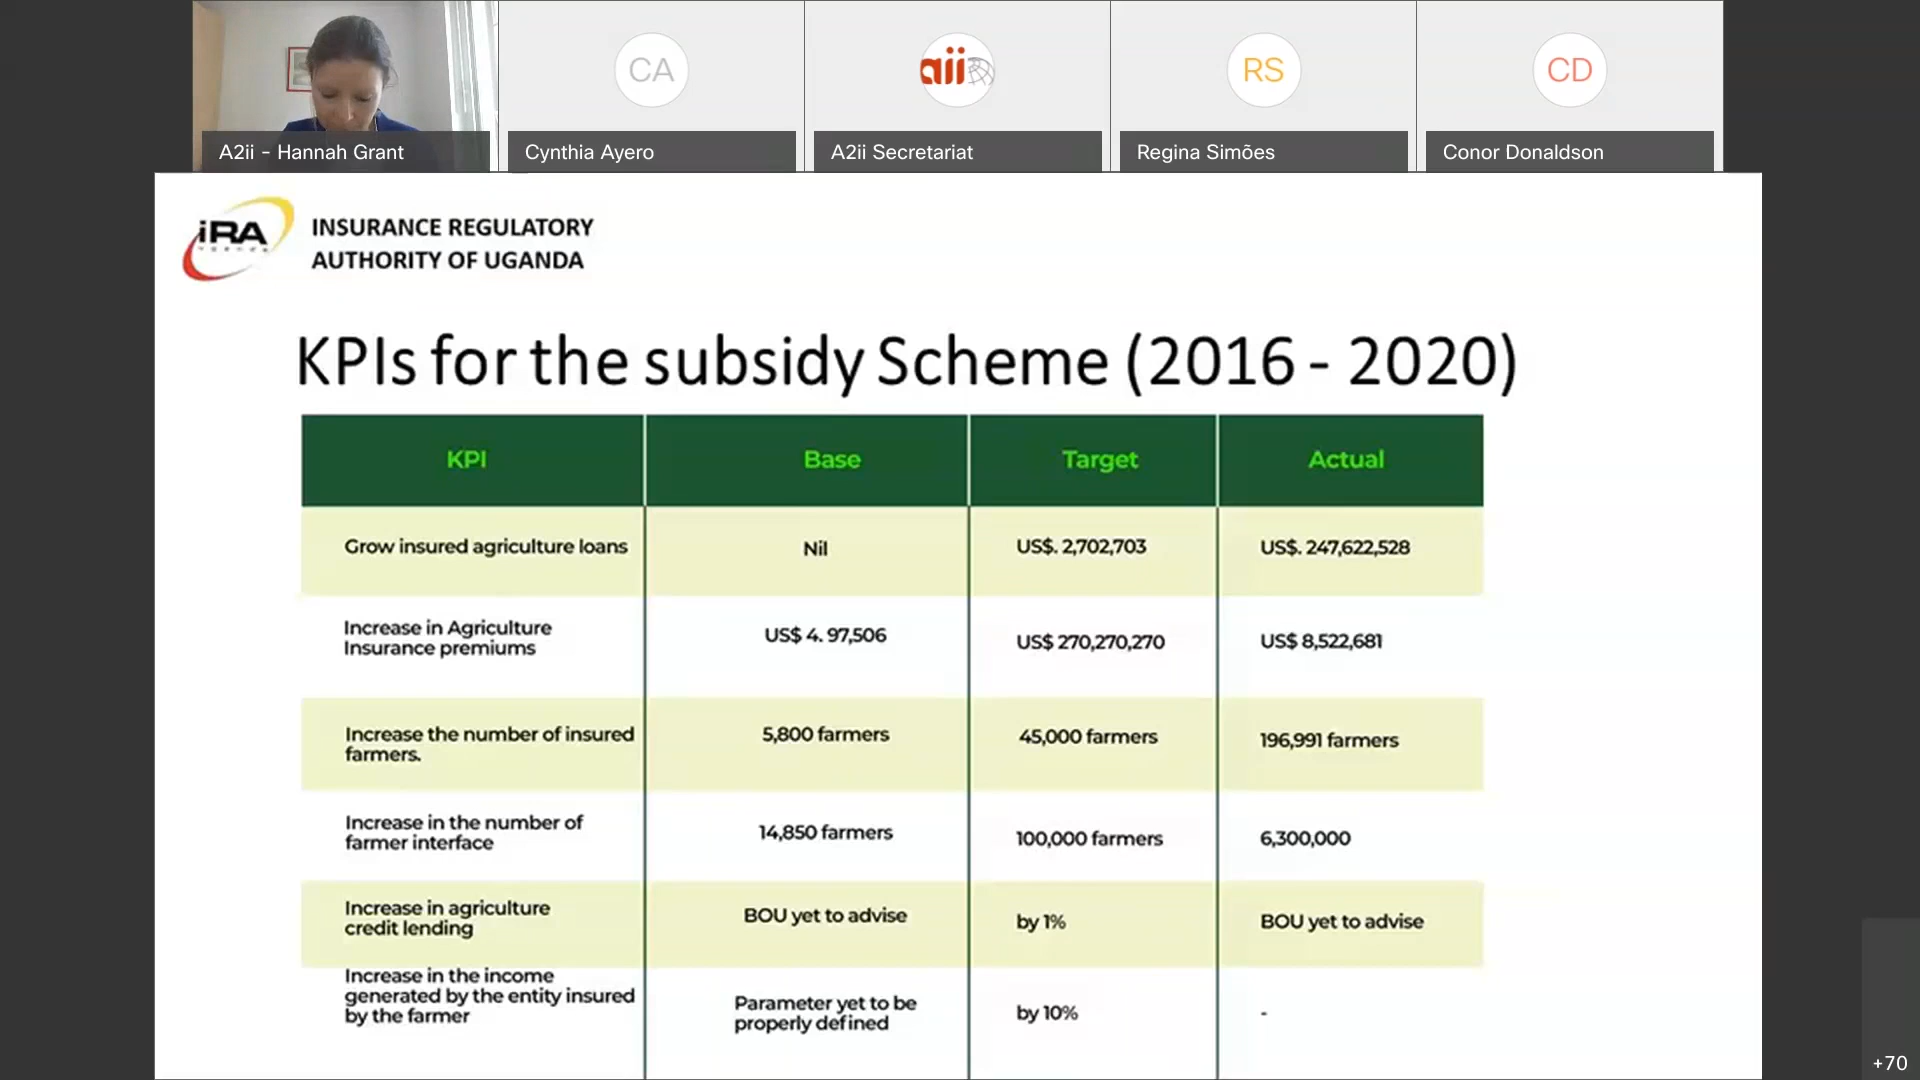 CA
aii
RS
CD
A2ii - Hannah Grant
Cynthia Ayero
A2ii Secretariat
Regina Simões
Conor Donaldson
iRA
INSURANCE REGULATORY
AUTHORITY OF UGANDA
KPIs for the subsidy Scheme (2016 - 2020)
KPI Base Target Actual
Grow insured agriculture loans Nil US$. 2,702,703 US$. 247,622,528
Increase in Agriculture
Insurance premiums
US$ 4. 97,506 US$ 270,270,270 US$ 8,522,681
Increase the number of insured
farmers.
5,800 farmers 45,000 farmers 196,991 farmers
Increase in the number of
farmer interface
14,850 farmers 100,000 farmers 6,300,000
Increase in agriculture
credit lending
BOU yet to advise by 1% BOU yet to advise
Increase in the income
generated by the entity insured
by the farmer
Parameter yet to be
properly defined
by 10% -
+70